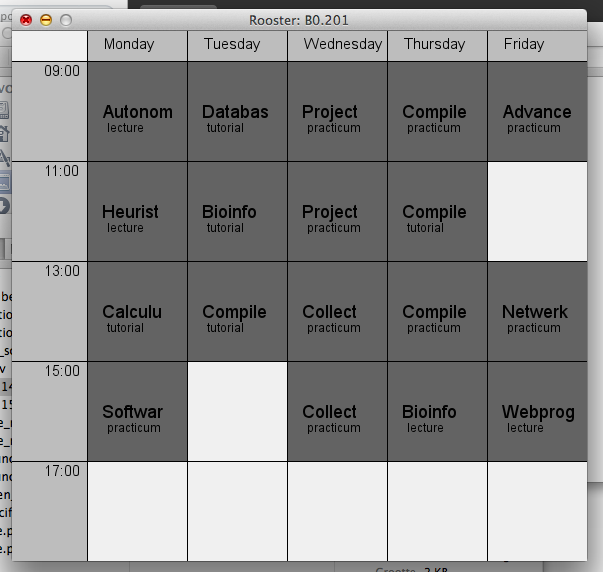 Rooster: B0.201
Monday Tuesday Wednesday Thursday Friday
09:00
Autonom Databas Project Compile Advance
lecture tutorial practicum practicum practicum
11:00
Heurist Bioinfo Project Compile
lecture tutorial practicum tutorial
13:00
Calculu Compile Collect Compile Netwerk
tutorial tutorial practicum practicum practicum
15:00
Softwar Collect Bioinfo Webprog
practicum practicum lecture lecture
17:00